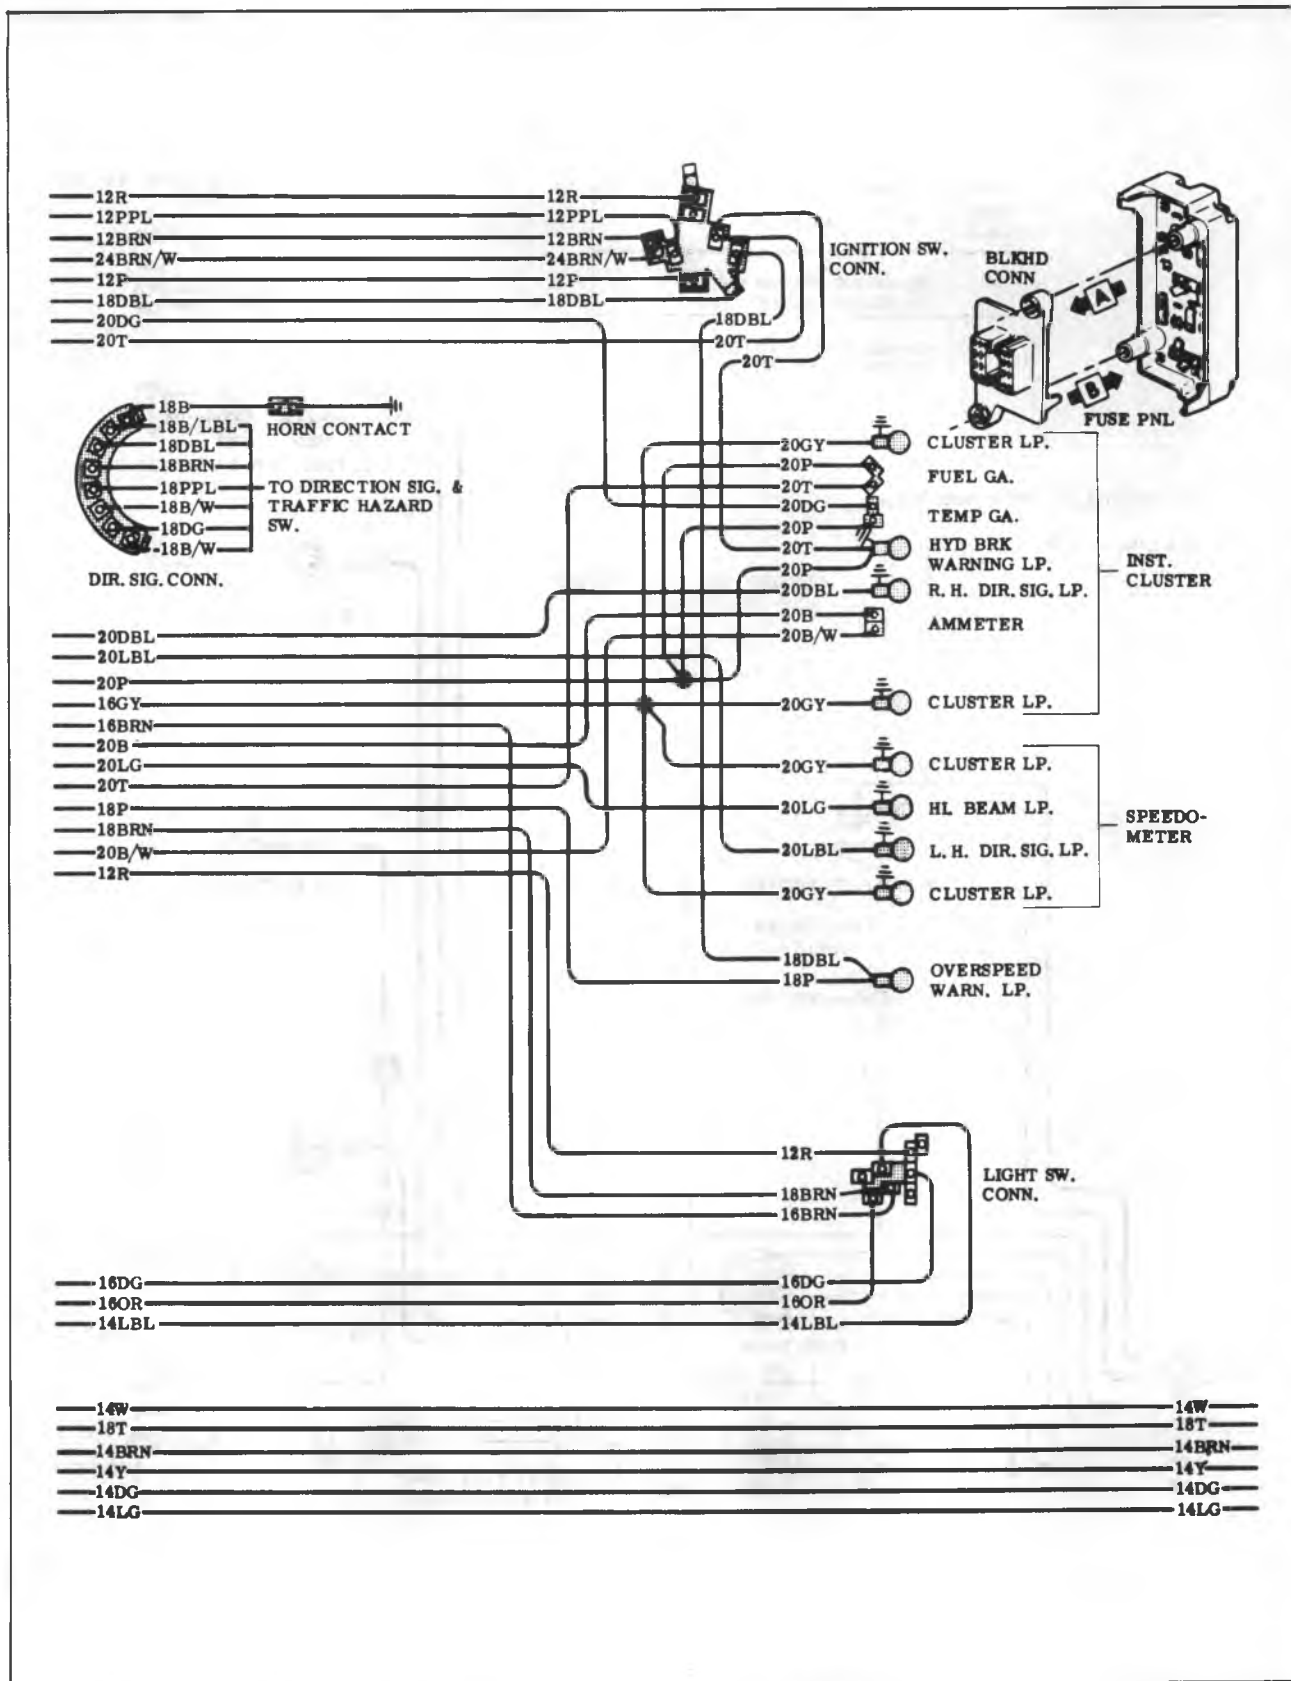 12R 12R
12PPL 12PPL
12BRN 12BRN
24BRN/W 24BRN/W
12P 12P
18DBL 18DBL
20DG
20T
18DBL
20T
20T
IGNITION SW.
CONN.
BLKHD
CONN
A
B
FUSE PNL
18B
HORN CONTACT
18B/LBL
18DBL
18BRN
18PPL
18B/W
18DG
18B/W
TO DIRECTION SIG. &
TRAFFIC HAZARD
SW.
DIR. SIG. CONN.
20GY CLUSTER LP.
20P
20T
FUEL GA.
20DG
20P
TEMP GA.
20T
20P
HYD BRK
WARNING LP.
20DBL R. H. DIR. SIG. LP.
20B
20B/W
AMMETER
20GY CLUSTER LP.
INST.
CLUSTER
20GY CLUSTER LP.
20LG HL BEAM LP.
20LBL L. H. DIR. SIG. LP.
20GY CLUSTER LP.
SPEEDO-
METER
18DBL
18P
OVERSPEED
WARN. LP.
20DBL
20LBL
20P
16GY
16BRN
20B
20LG
20T
18P
18BRN
20B/W
12R
12R
18BRN
16BRN
LIGHT SW.
CONN.
16DG 16DG
16OR 16OR
14LBL 14LBL
14W 14W
18T 18T
14BRN 14BRN
14Y 14Y
14DG 14DG
14LG 14LG